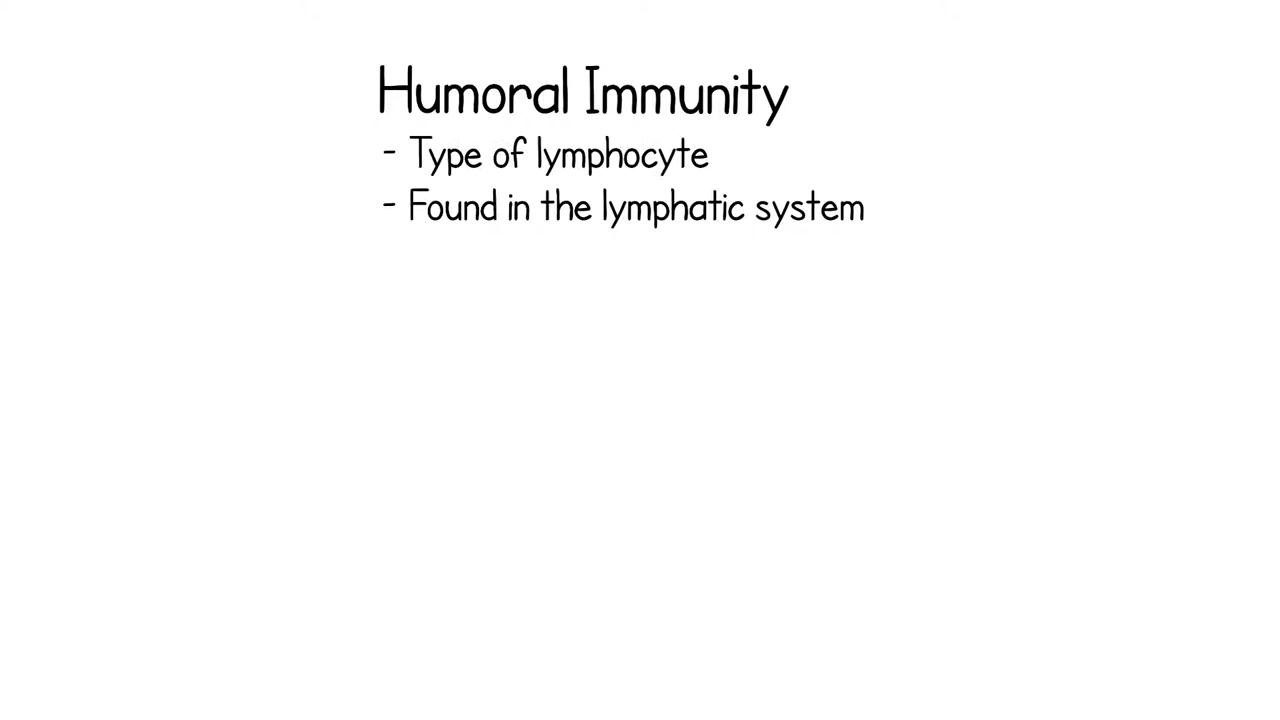 Humoral Immunity
- Type of lymphocyte
- Found in the lymphatic system